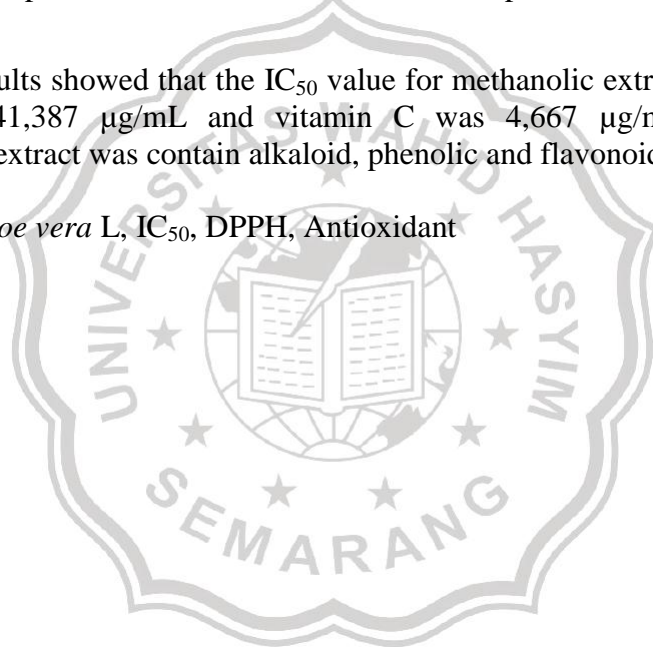 ults showed that the IC50 value for methanolic extr
41,387 μg/mL and vitamin C was 4,667 μg/m
extract was contain alkaloid, phenolic and flavonoid
oe vera L, IC50, DPPH, Antioxidant
UNIVERSITAS WAHID HASYIM
SEMARANG